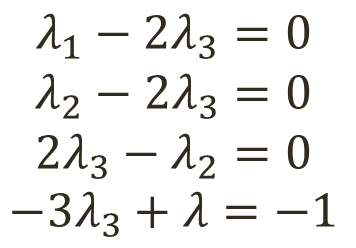 λ₁ − 2λ₃ = 0
λ₂ − 2λ₃ = 0
2λ₃ − λ₂ = 0
−3λ₃ + λ = −1